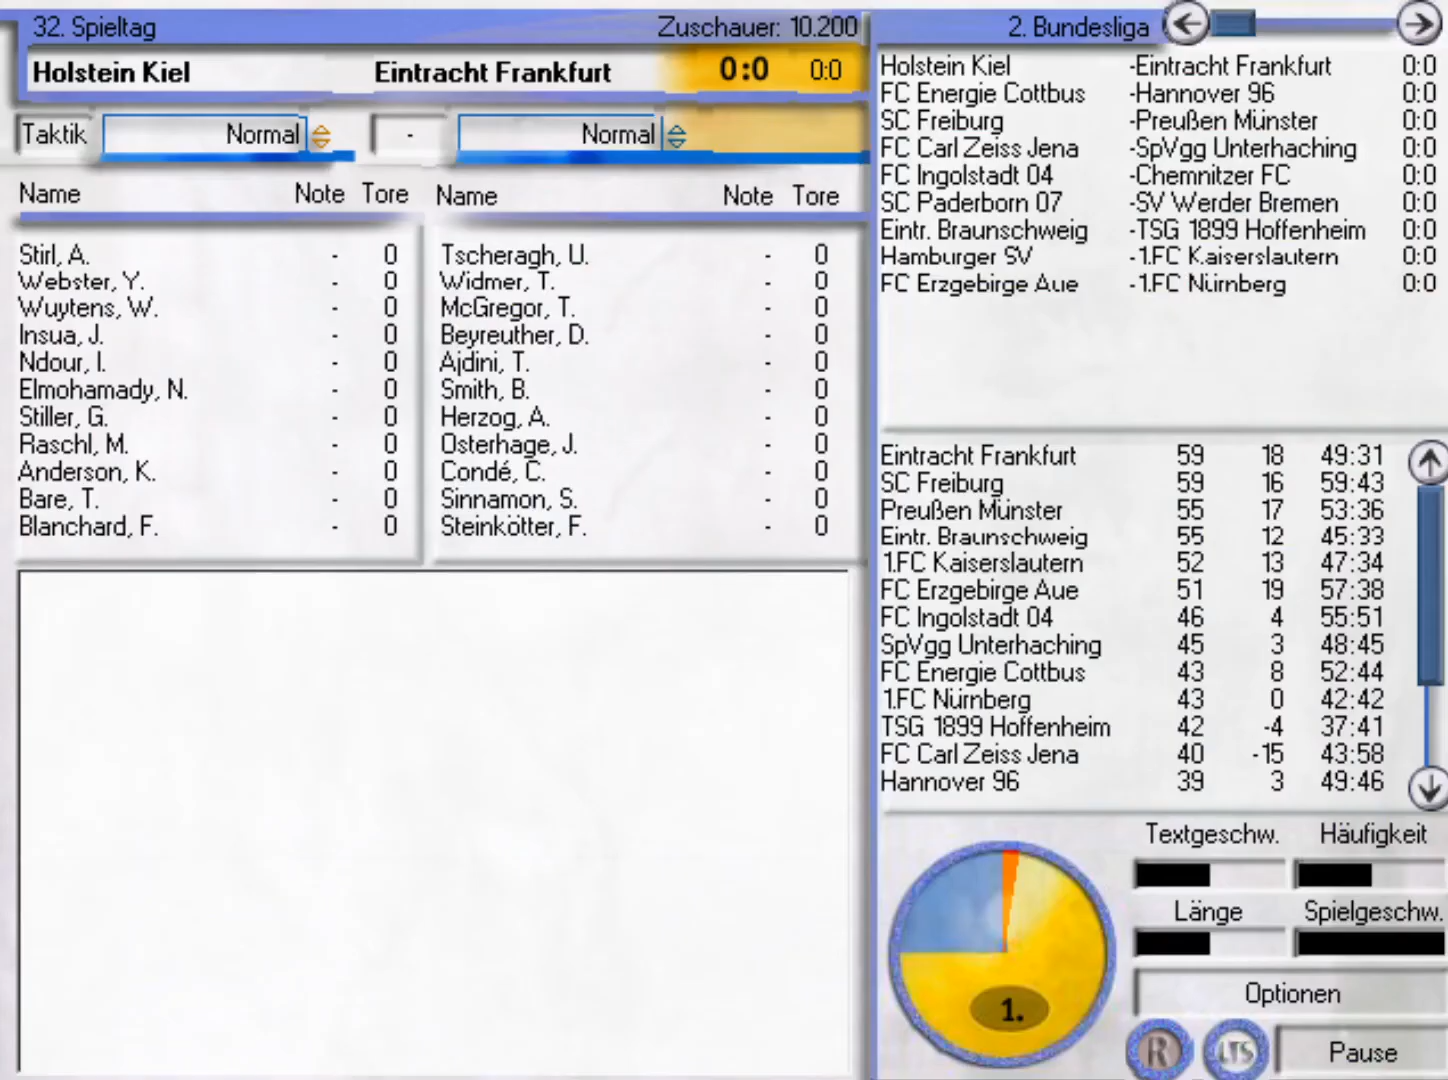 32. Spieltag Zuschauer: 10.200
Holstein Kiel Eintracht Frankfurt 0:0 0:0
Taktik Normal - Normal
Name Note Tore Name Note Tore
Stirl, A. - 0 Tscheragh, U. - 0
Webster, Y. - 0 Widmer, T. - 0
Wuytens, W. - 0 McGregor, T. - 0
Insua, J. - 0 Beyreuther, D. - 0
Ndour, I. - 0 Ajdini, T. - 0
Elmohamady, N. - 0 Smith, B. - 0
Stiller, G. - 0 Herzog, A. - 0
Raschl, M. - 0 Osterhage, J. - 0
Anderson, K. - 0 Condé, C. - 0
Bare, T. - 0 Sinnamon, S. - 0
Blanchard, F. - 0 Steinkötter, F. - 0
2. Bundesliga
Holstein Kiel -Eintracht Frankfurt 0:0
FC Energie Cottbus -Hannover 96 0:0
SC Freiburg -Preußen Münster 0:0
FC Carl Zeiss Jena -SpVgg Unterhaching 0:0
FC Ingolstadt 04 -Chemnitzer FC 0:0
SC Paderborn 07 -SV Werder Bremen 0:0
Eintr. Braunschweig -TSG 1899 Hoffenheim 0:0
Hamburger SV -1.FC Kaiserslautern 0:0
FC Erzgebirge Aue -1.FC Nürnberg 0:0
Eintracht Frankfurt 59 18 49:31
SC Freiburg 59 16 59:43
Preußen Münster 55 17 53:36
Eintr. Braunschweig 55 12 45:33
1.FC Kaiserslautern 52 13 47:34
FC Erzgebirge Aue 51 19 57:38
FC Ingolstadt 04 46 4 55:51
SpVgg Unterhaching 45 3 48:45
FC Energie Cottbus 43 8 52:44
1.FC Nürnberg 43 0 42:42
TSG 1899 Hoffenheim 42 -4 37:41
FC Carl Zeiss Jena 40 -15 43:58
Hannover 96 39 3 49:46
Textgeschw. Häufigkeit
Länge Spielgeschw.
1.
Optionen
R LTS Pause